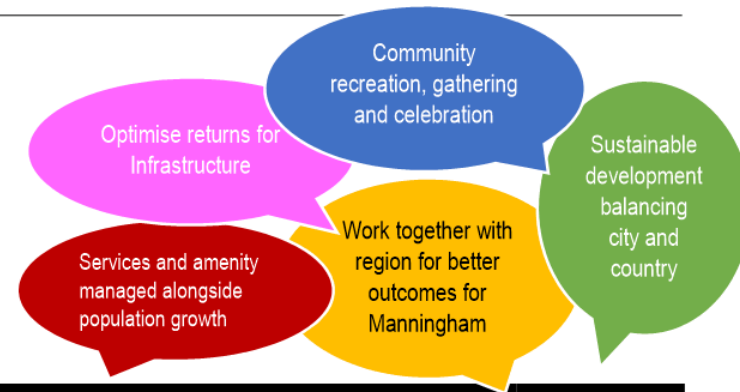 Community
recreation, gathering
and celebration
Optimise returns for
Infrastructure
Sustainable
development
balancing
city and
country
Work together with
region for better
outcomes for
Manningham
Services and amenity
managed alongside
population growth